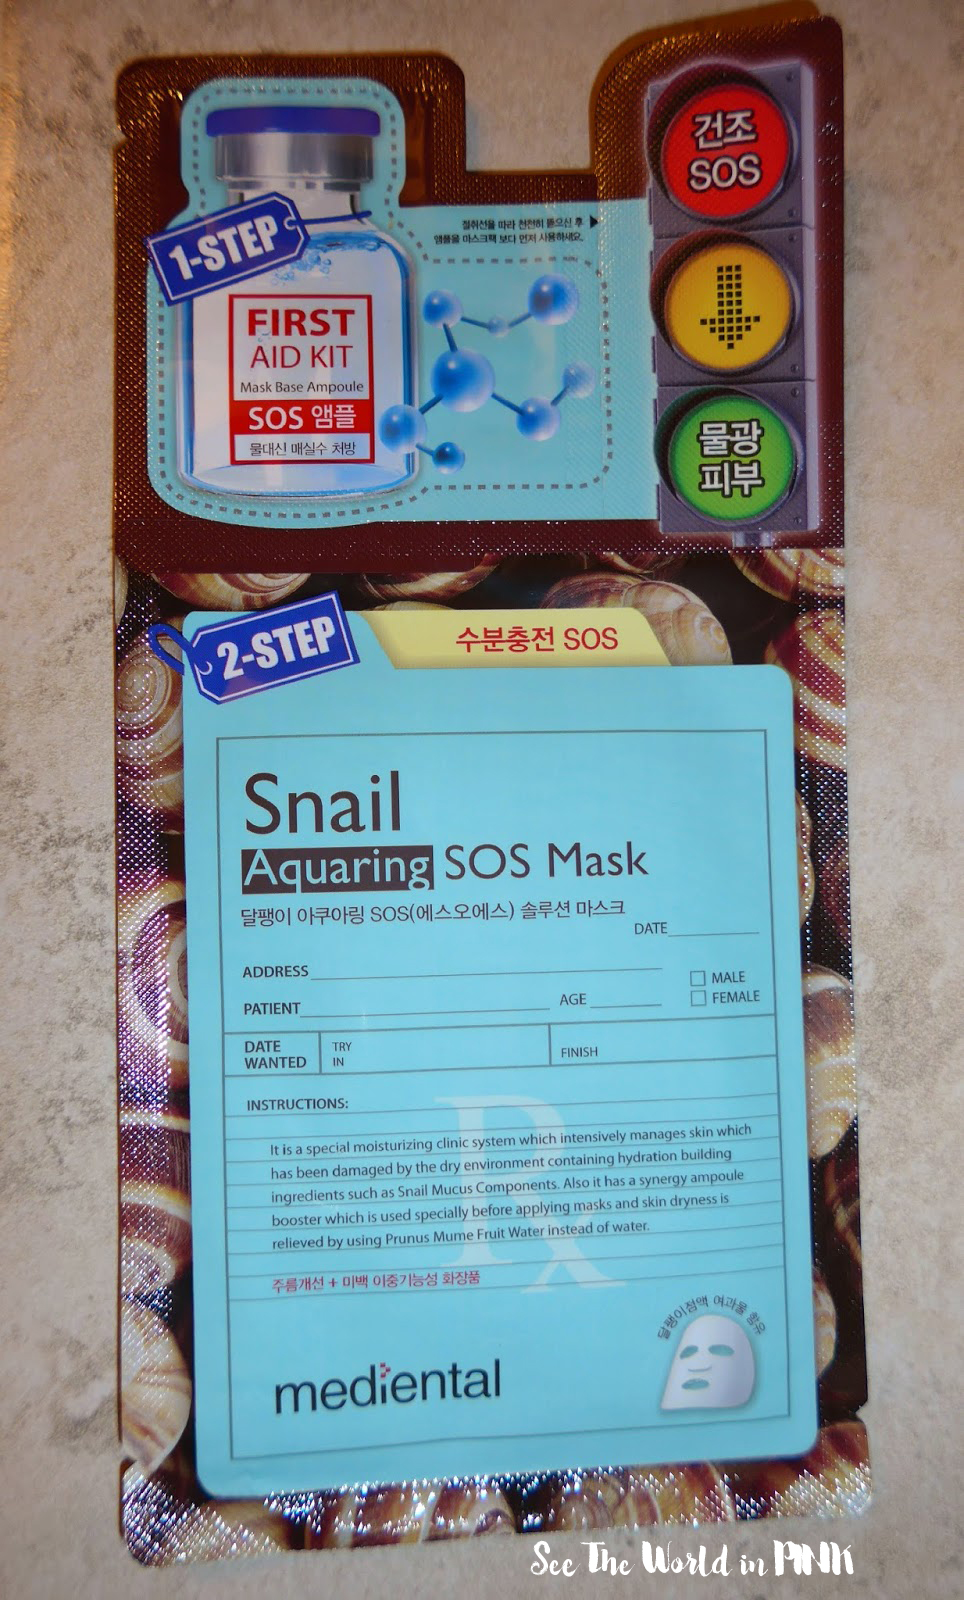 1-STEP
절취선을 따라 천천히 뜯으신 후
앰플을 마스크팩 보다 먼저 사용하세요.
FIRST
AID KIT
Mask Base Ampoule
SOS 앰플
물대신 매실수 처방
건조
SOS
물광
피부
2-STEP
수분충전 SOS
Snail
Aquaring SOS Mask
달팽이 아쿠아링 SOS(에스오에스) 솔루션 마스크
DATE
ADDRESS
MALE
PATIENT AGE
FEMALE
DATE WANTED
TRY IN
FINISH
INSTRUCTIONS:
Rx
It is a special moisturizing clinic system which intensively manages skin which
has been damaged by the dry environment containing hydration building
ingredients such as Snail Mucus Components. Also it has a synergy ampoule
booster which is used specially before applying masks and skin dryness is
relieved by using Prunus Mume Fruit Water instead of water.
주름개선 + 미백 이중기능성 화장품
달팽이점액 여과물 함유
mediental
See The World in PINK